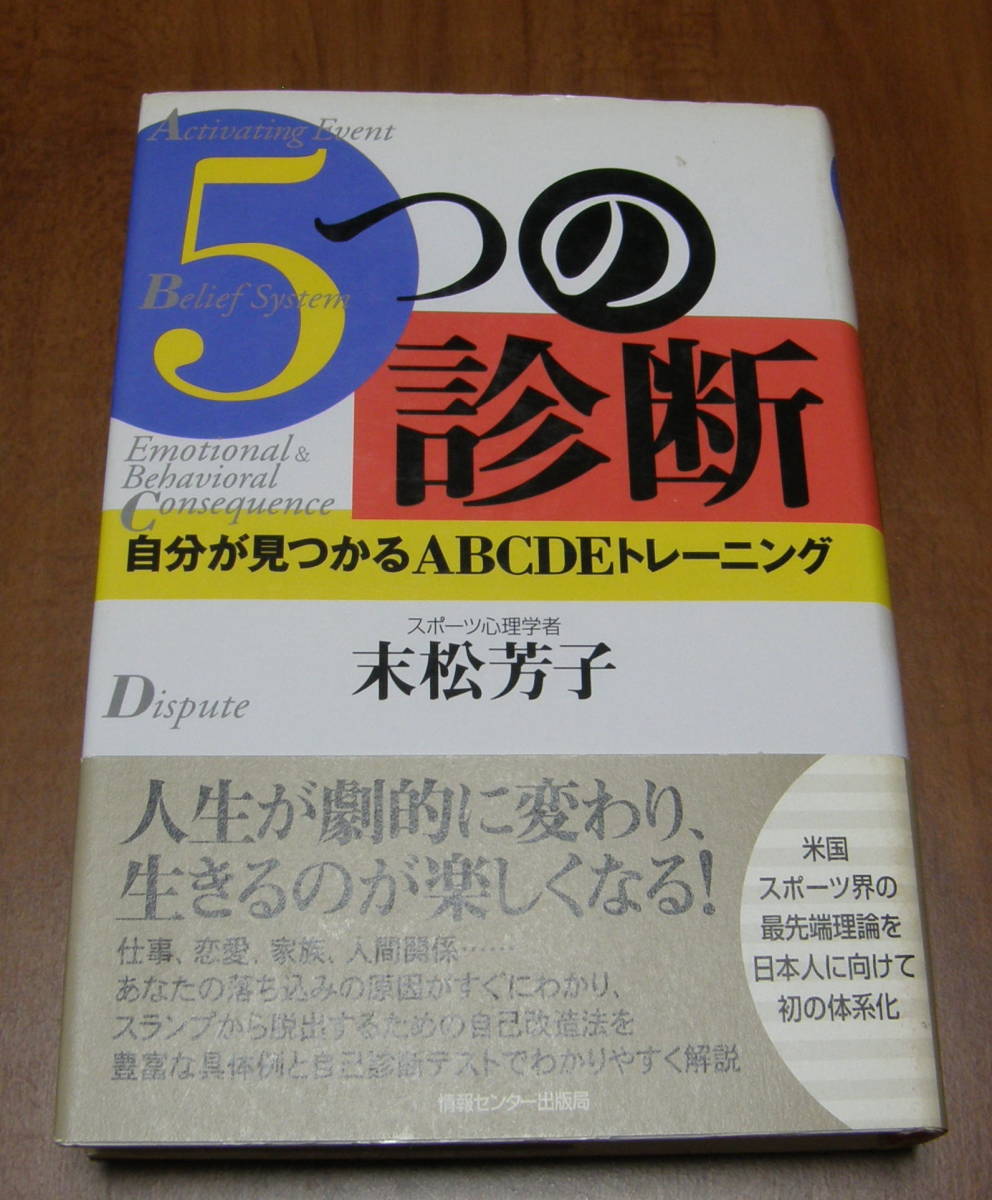 Activating Event
5つの
Belief System
診断
Emotional &
Behavioral
Consequence
自分が見つかるABCDEトレーニング
スポーツ心理学者
末松芳子
Dispute
人生が劇的に変わり、
生きるのが楽しくなる!
仕事、恋愛、家族、人間関係……
あなたの落ち込みの原因がすぐにわかり、
スランプから脱出するための自己改造法を
豊富な具体例と自己診断テストでわかりやすく解説
米国
スポーツ界の
最先端理論を
日本人に向けて
初の体系化
情報センター出版局